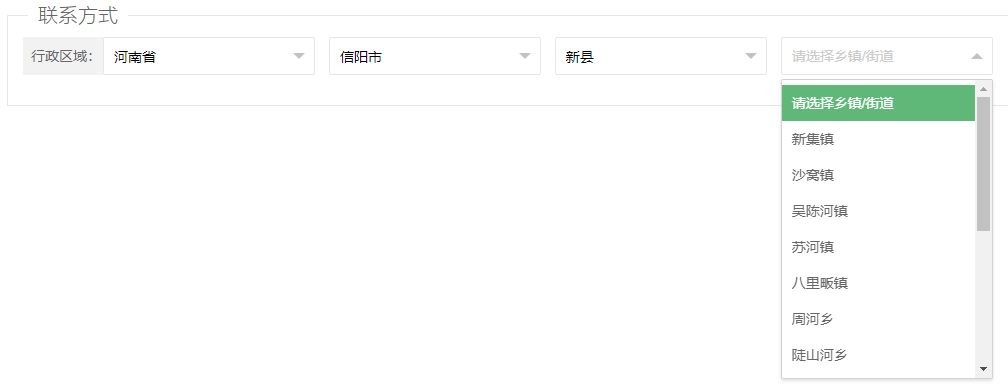 联系方式
行政区域: 河南省 信阳市 新县 请选择乡镇/街道
请选择乡镇/街道
新集镇
沙窝镇
吴陈河镇
苏河镇
八里畈镇
周河乡
陡山河乡